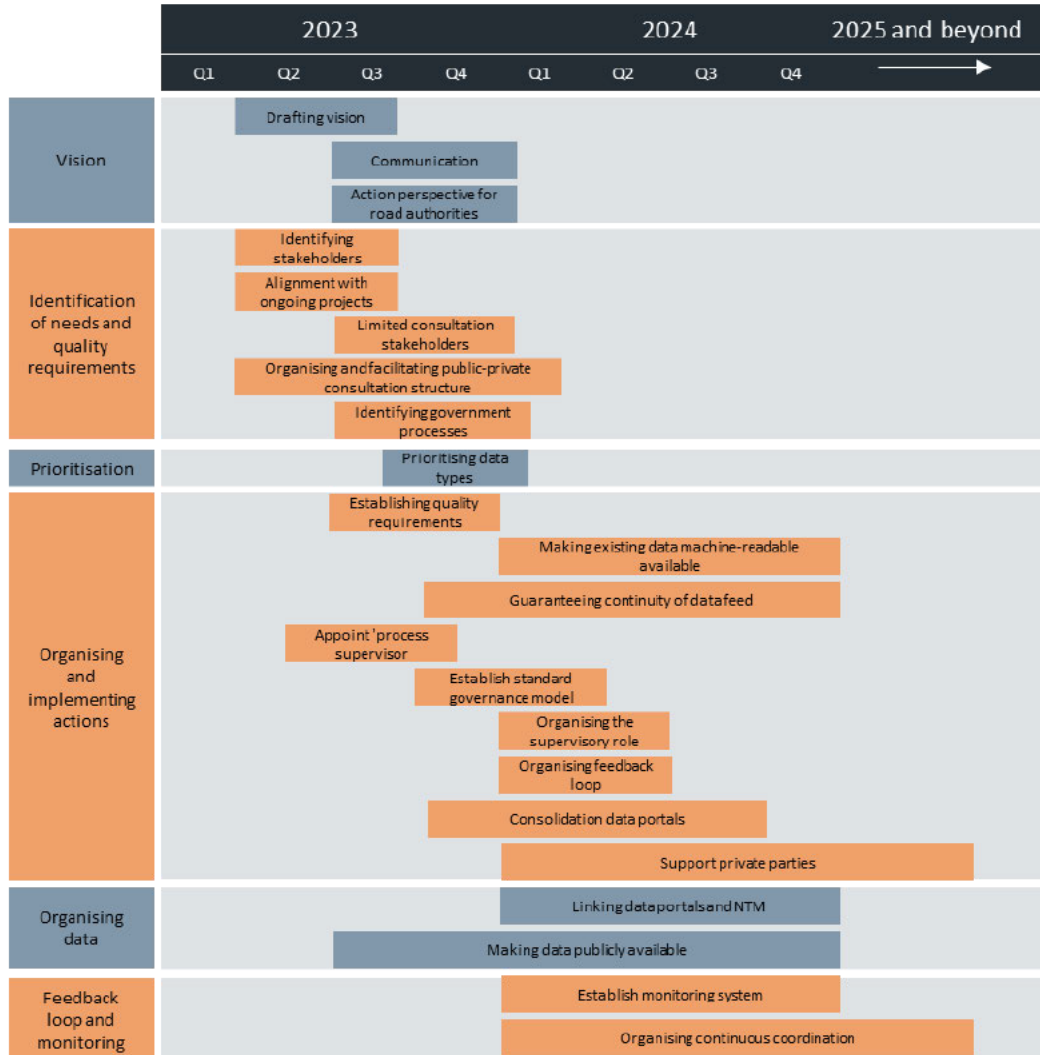 2023
2024
2025 and beyond
Q1
Q2
Q3
Q4
Q1
Q2
Q3
Q4
Vision
Drafting vision
Communication
Action perspective for
road authorities
Identification
of needs and
quality
requirements
Identifying
stakeholders
Alignment with
ongoing projects
Limited consultation
stakeholders
Organising and facilitating public-private
consultation structure
Identifying government
processes
Prioritisation
Prioritising data
types
Organising
and
implementing
actions
Establishing quality
requirements
Making existing data machine-readable
available
Guaranteeing continuity of datafeed
Appoint 'process
supervisor
Establish standard
governance model
Organising the
supervisory role
Organising feedback
loop
Consolidation data portals
Support private parties
Organising
data
Linking dataportals and NTM
Making data publicly available
Feedback
loop and
monitoring
Establish monitoring system
Organising continuous coordination